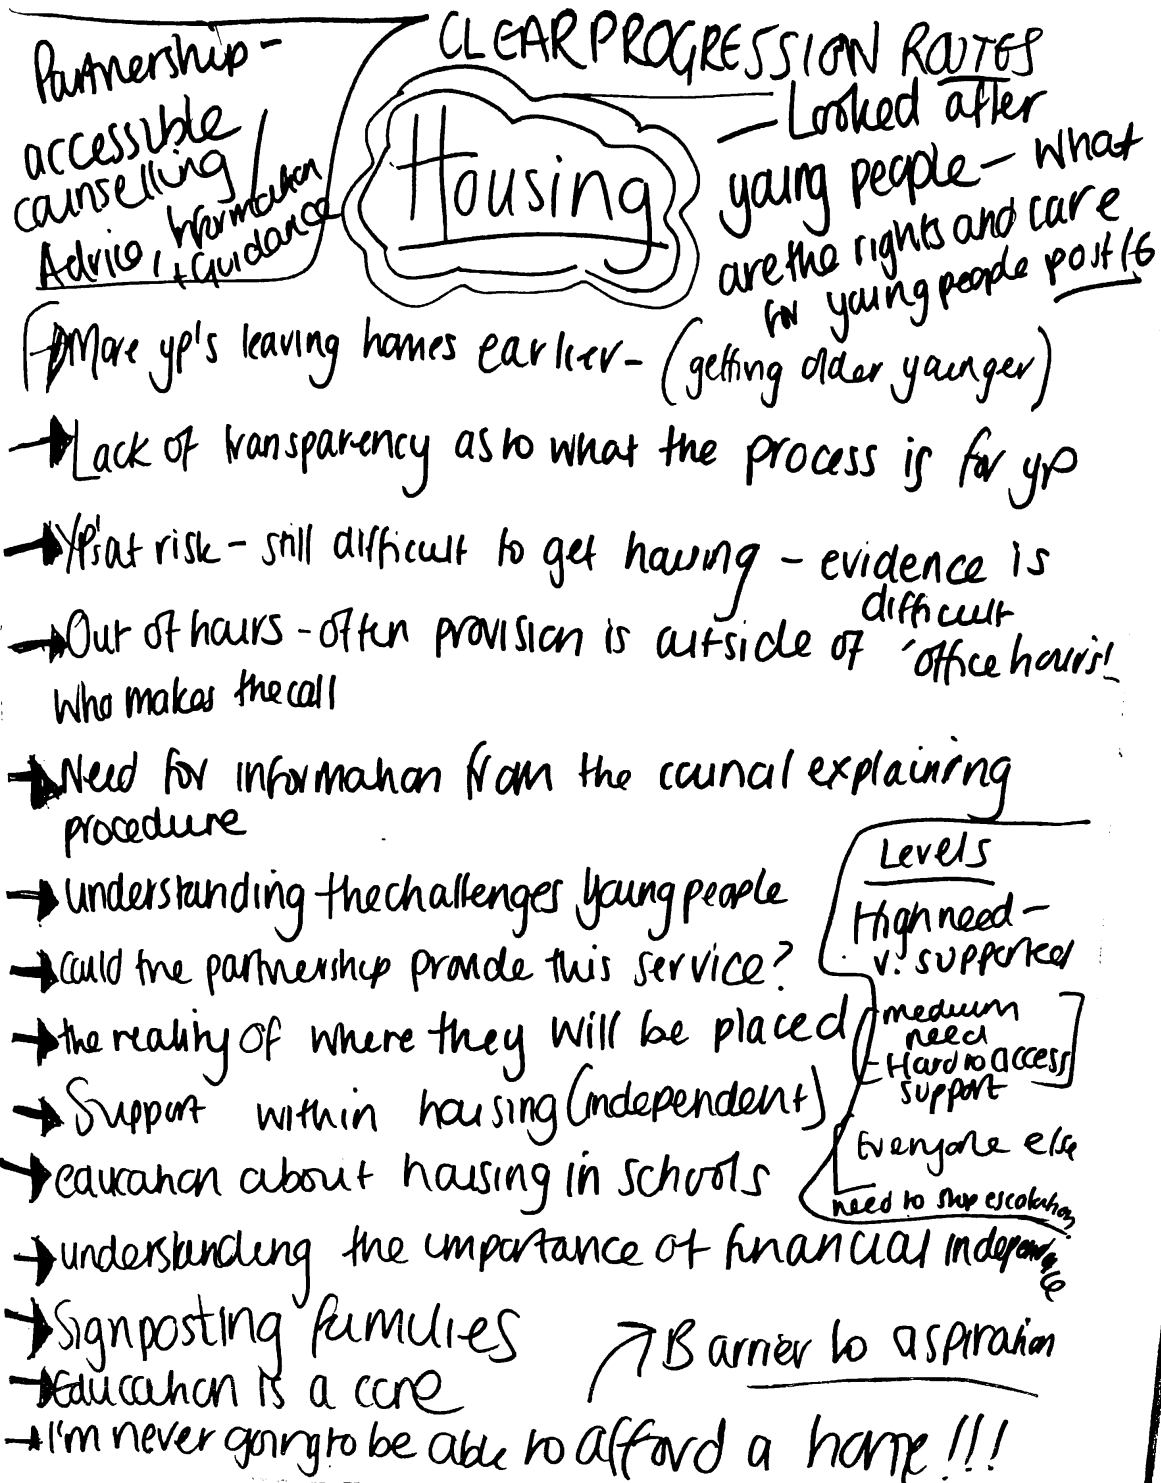 CLEAR PROGRESSION ROUTES
Partnership -
accessible
counselling /
Advice, Information
+ Guidance
Housing
— Looked after
young people - what
are the rights and care
for young people post 16
More yp's leaving homes earlier - (getting older younger)
Lack of transparency as to what the process is for yp
YP's at risk - still difficult to get housing - evidence is
difficult
Out of hours - often provision is outside of 'office hours'!
Who makes the call
Need for information from the council explaining
procedure
understanding the challenges young people
could the partnership provide this service?
the reality of where they will be placed
Support within housing (independent)
education about housing in schools
understanding the importance of financial independence
Signposting families
Education is a core
I'm never going to be able to afford a home!!!
Barrier to aspiration
Levels
High need -
v. supported
medium
need
- Hard to access
support
Everyone else
need to stop escalation